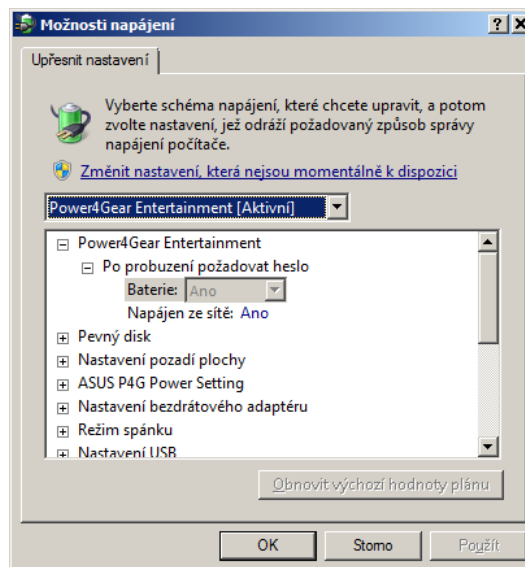 Možnosti napájení
Upřesnit nastavení
Vyberte schéma napájení, které chcete upravit, a potom
zvolte nastavení, jež odráží požadovaný způsob správy
napájení počítače.
Změnit nastavení, která nejsou momentálně k dispozici
Power4Gear Entertainment [Aktivní]
Power4Gear Entertainment
Po probuzení požadovat heslo
Baterie: Ano
Napájen ze sítě: Ano
Pevný disk
Nastavení pozadí plochy
ASUS P4G Power Setting
Nastavení bezdrátového adaptéru
Režim spánku
Nastavení USB
Obnovit výchozí hodnoty plánu
OK Storno Použít